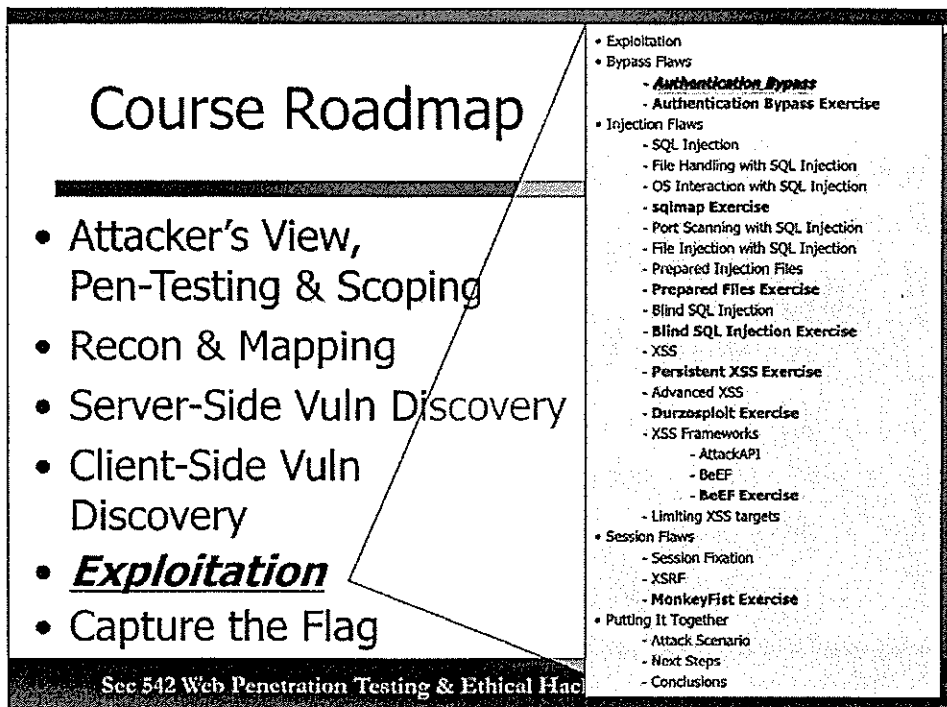 Course Roadmap
• Attacker's View,
Pen-Testing & Scoping
• Recon & Mapping
• Server-Side Vuln Discovery
• Client-Side Vuln
Discovery
• Exploitation
• Capture the Flag
Sec 542 Web Penetration Testing & Ethical Hac
• Exploitation
• Bypass Flaws
- Authentication Bypass
- Authentication Bypass Exercise
• Injection Flaws
- SQL Injection
- File Handling with SQL Injection
- OS Interaction with SQL Injection
- sqlmap Exercise
- Port Scanning with SQL Injection
- File Injection with SQL Injection
- Prepared Injection Files
- Prepared Files Exercise
- Blind SQL Injection
- Blind SQL Injection Exercise
- XSS
- Persistent XSS Exercise
- Advanced XSS
- Durzosploit Exercise
- XSS Frameworks
- AttackAPI
- BeEF
- BeEF Exercise
- Limiting XSS targets
• Session Flaws
- Session Fixation
- XSRF
- MonkeyFist Exercise
• Putting It Together
- Attack Scenario
- Next Steps
- Conclusions